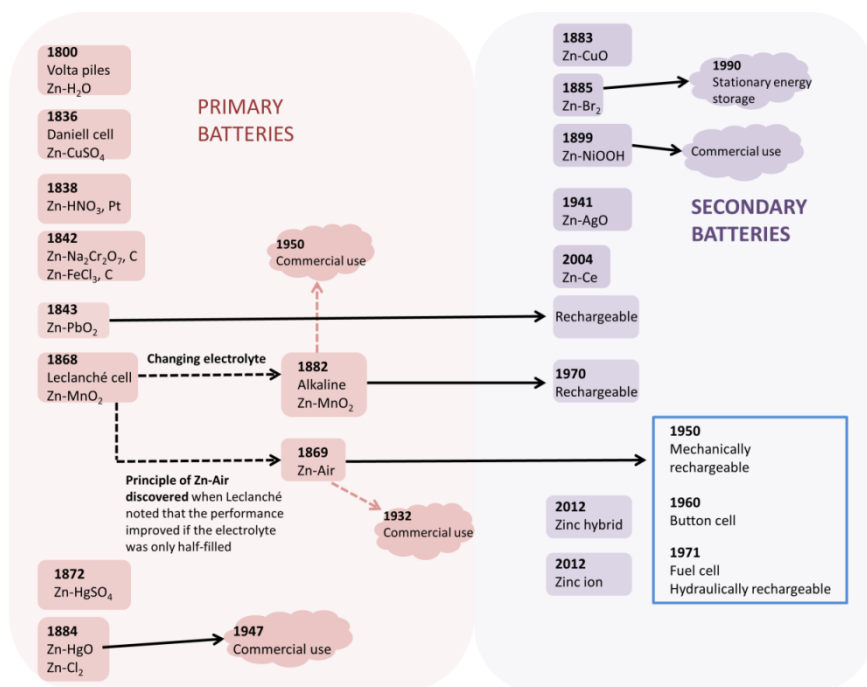 1800
Volta piles
Zn-H₂O
PRIMARY
BATTERIES
1836
Daniell cell
Zn-CuSO₄
1838
Zn-HNO₃, Pt
1842
Zn-Na₂Cr₂O₇, C
Zn-FeCl₃, C
1950
Commercial use
1843
Zn-PbO₂
1868
Leclanché cell
Zn-MnO₂
Changing electrolyte
1882
Alkaline
Zn-MnO₂
1869
Zn-Air
Principle of Zn-Air
discovered when Leclanché
noted that the performance
improved if the electrolyte
was only half-filled
1932
Commercial use
1872
Zn-HgSO₄
1884
Zn-HgO
Zn-Cl₂
1947
Commercial use
1883
Zn-CuO
1885
Zn-Br₂
1990
Stationary energy
storage
1899
Zn-NiOOH
Commercial use
1941
Zn-AgO
SECONDARY
BATTERIES
2004
Zn-Ce
Rechargeable
1970
Rechargeable
1950
Mechanically
rechargeable
1960
Button cell
1971
Fuel cell
Hydraulically rechargeable
2012
Zinc hybrid
2012
Zinc ion